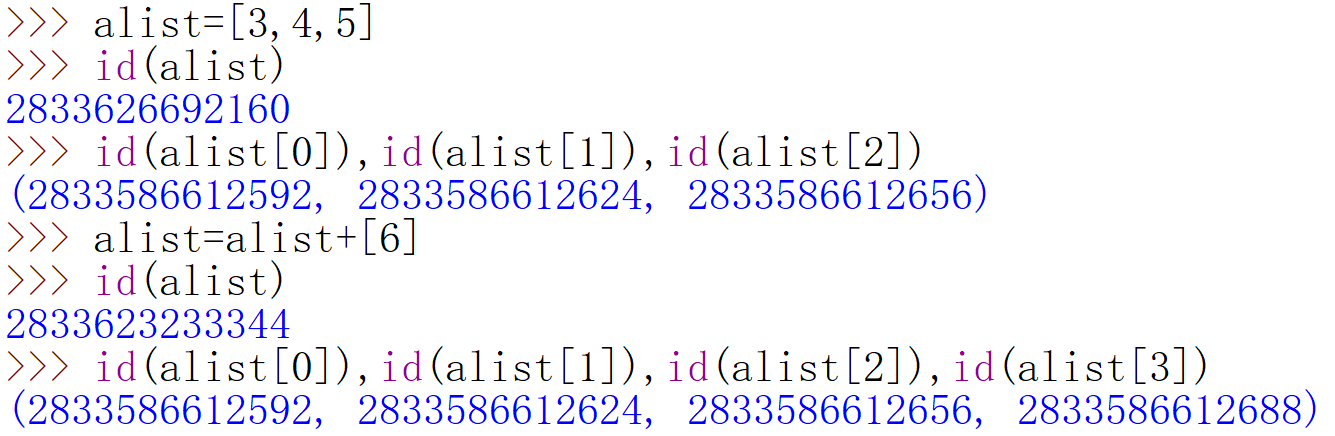 >>> alist=[3,4,5]
>>> id(alist)
2833626692160
>>> id(alist[0]),id(alist[1]),id(alist[2])
(2833586612592, 2833586612624, 2833586612656)
>>> alist=alist+[6]
>>> id(alist)
2833623233344
>>> id(alist[0]),id(alist[1]),id(alist[2]),id(alist[3])
(2833586612592, 2833586612624, 2833586612656, 2833586612688)